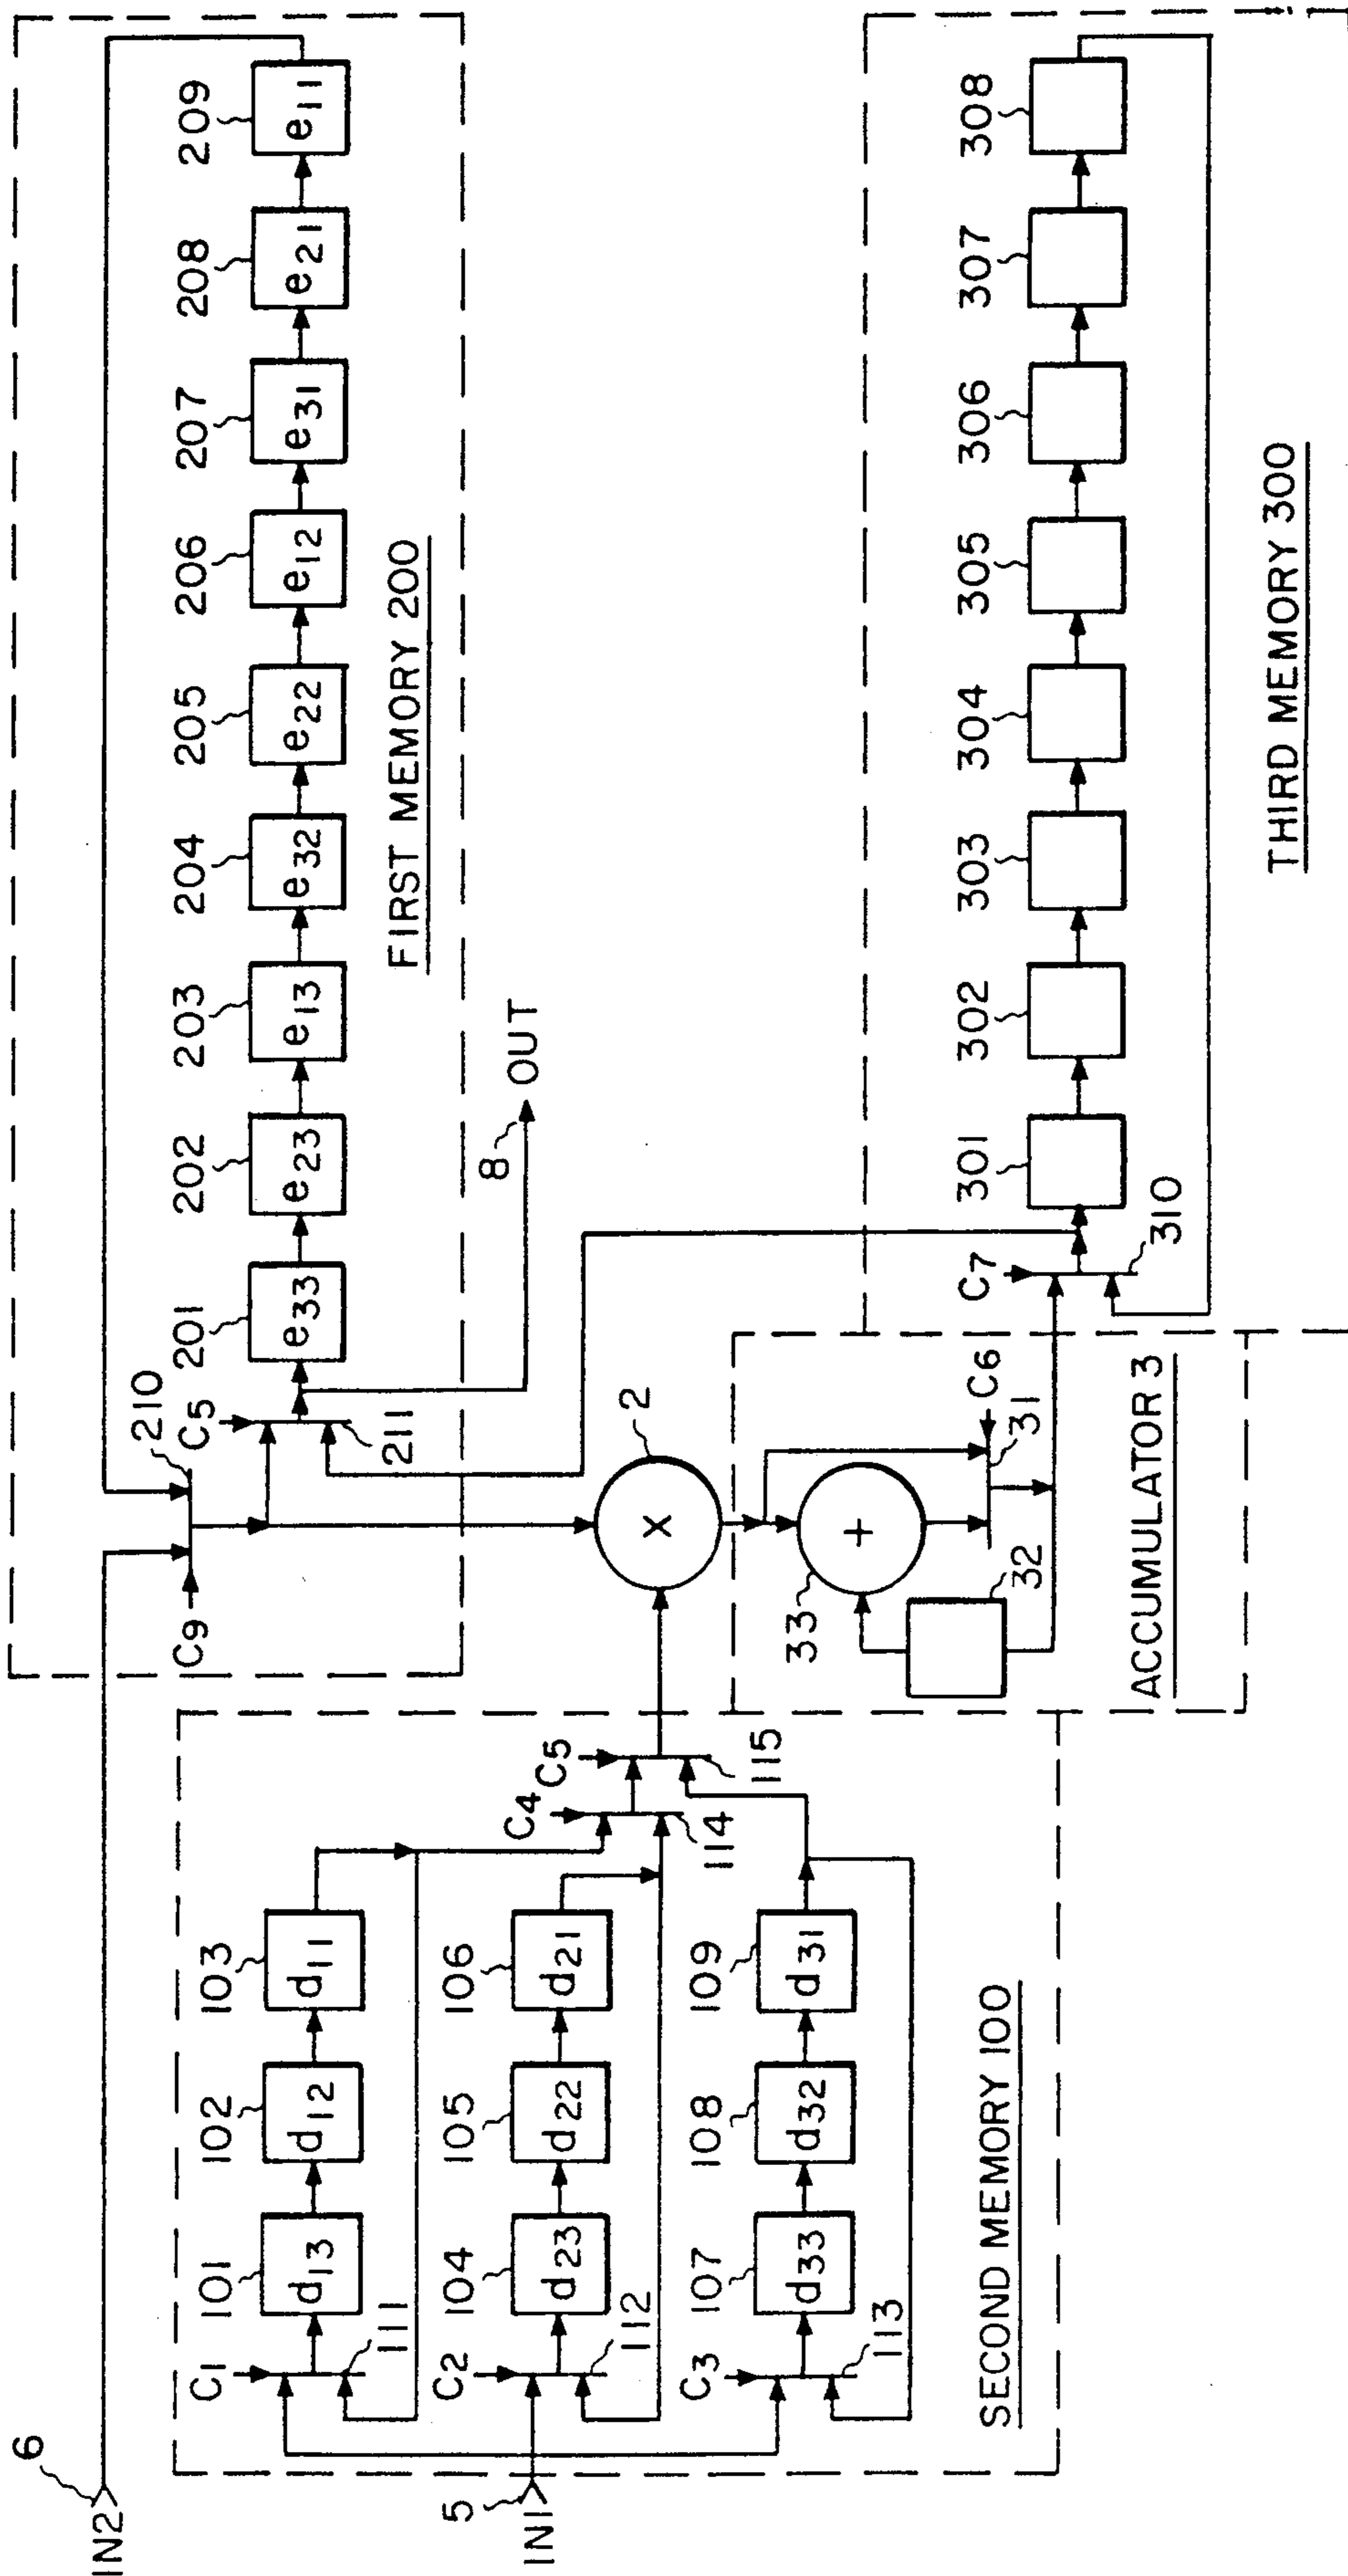 IN2
6
IN1
5
C9
210
C5
211
201
202
203
204
205
206
207
208
209
e33
e23
e13
e32
e22
e12
e31
e21
e11
FIRST MEMORY 200
8
OUT
C1
111
101
102
103
d13
d12
d11
C2
112
104
105
106
d23
d22
d21
C3
113
107
108
109
d33
d32
d31
C4
114
C5
115
SECOND MEMORY 100
X
2
+
33
32
C6
31
ACCUMULATOR 3
C7
310
301
302
303
304
305
306
307
308
THIRD MEMORY 300